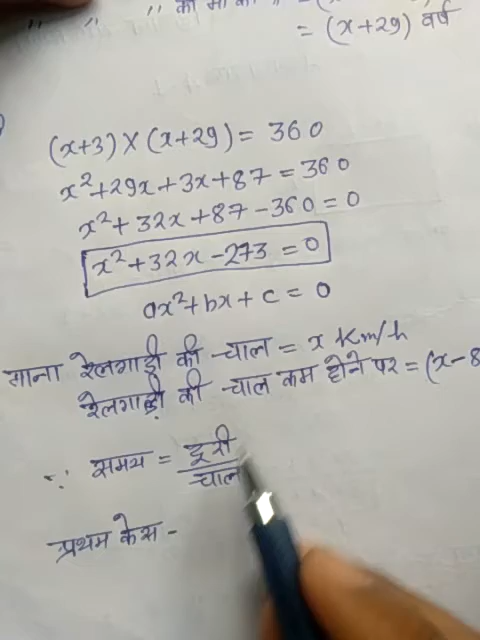 " " " की
= (x+29) वर्ष
(x+3) × (x+29) = 360
x²+29x+3x+87 = 360
x²+32x+87-360 = 0
x²+32x-273 = 0
ax²+bx+c = 0
माना रेलगाड़ी की चाल = x Km/h
रेलगाड़ी की चाल कम होने पर = (x-8
∵ समय = दूरी
चाल
प्रथम केस -